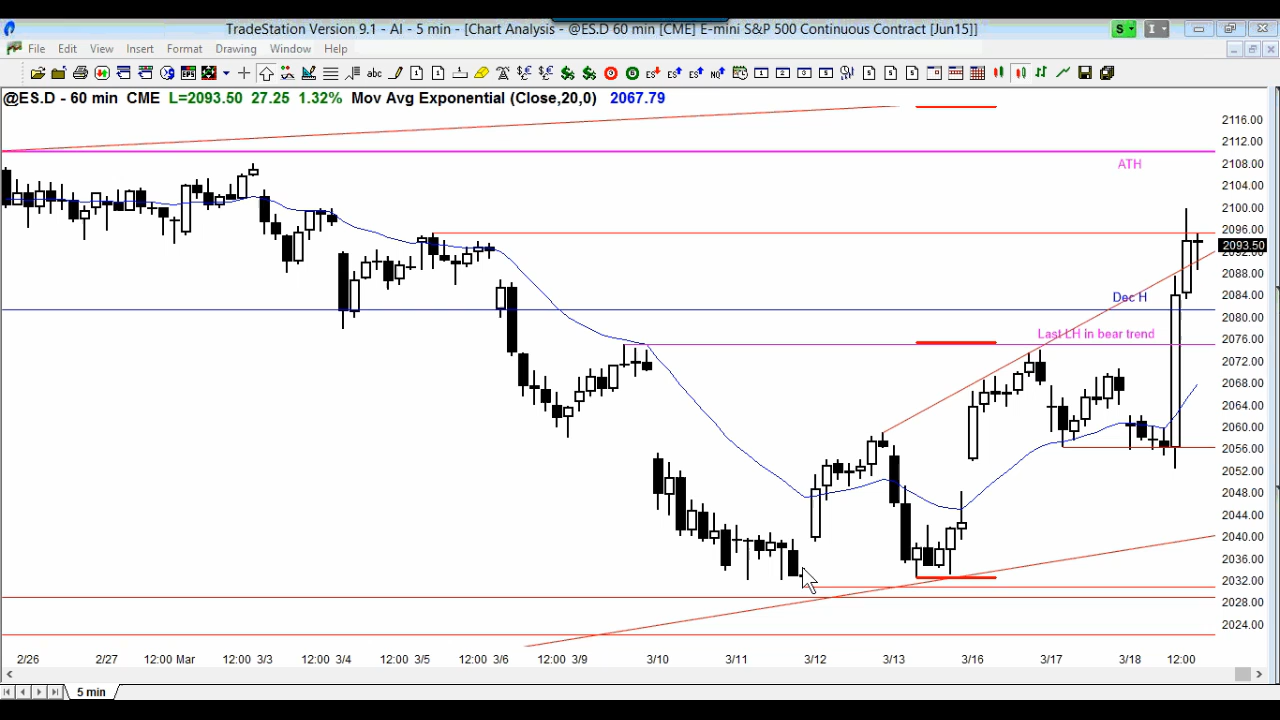 TradeStation Version 9.1 - AI - 5 min - [Chart Analysis - @ES.D 60 min [CME] E-mini S&P 500 Continuous Contract [Jun15]]
S
I
File Edit View Insert Format Drawing Window Help
@ES.D - 60 min CME L=2093.50 27.25 1.32% Mov Avg Exponential (Close,20,0) 2067.79
2116.00
2112.00
ATH
2108.00
2104.00
2100.00
2096.00
2093.50
2092.00
2088.00
Dec H
2084.00
2080.00
Last LH in bear trend
2076.00
2072.00
2068.00
2064.00
2060.00
2056.00
2052.00
2048.00
2044.00
2040.00
2036.00
2032.00
2028.00
2024.00
2/26 2/27 12:00 Mar 12:00 3/3 12:00 3/4 12:00 3/5 12:00 3/6 12:00 3/9 3/10 3/11 3/12 3/13 3/16 3/17 3/18 12:00
5 min